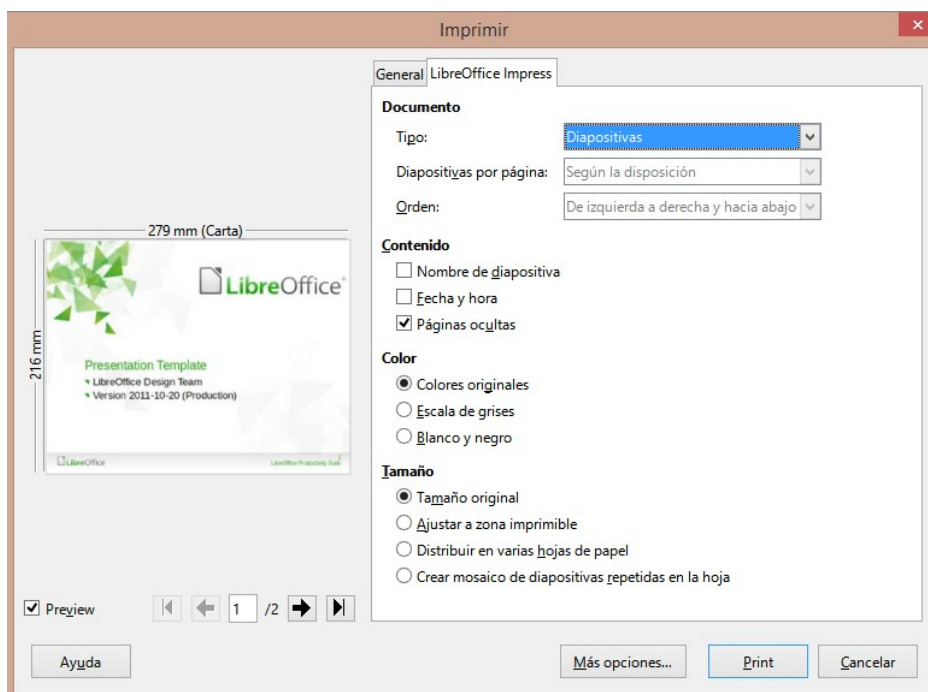 Imprimir
General
LibreOffice Impress
Documento
Tipo:
Diapositivas
Diapositivas por página:
Según la disposición
Orden:
De izquierda a derecha y hacia abajo
279 mm (Carta)
216 mm
LibreOffice
Presentation Template
LibreOffice Design Team
Version 2011-10-20 (Production)
LibreOffice
LibreOffice Productivity Suite
Contenido
Nombre de diapositiva
Fecha y hora
Páginas ocultas
Color
Colores originales
Escala de grises
Blanco y negro
Tamaño
Tamaño original
Ajustar a zona imprimible
Distribuir en varias hojas de papel
Crear mosaico de diapositivas repetidas en la hoja
Preview
1
/2
Ayuda
Más opciones...
Print
Cancelar